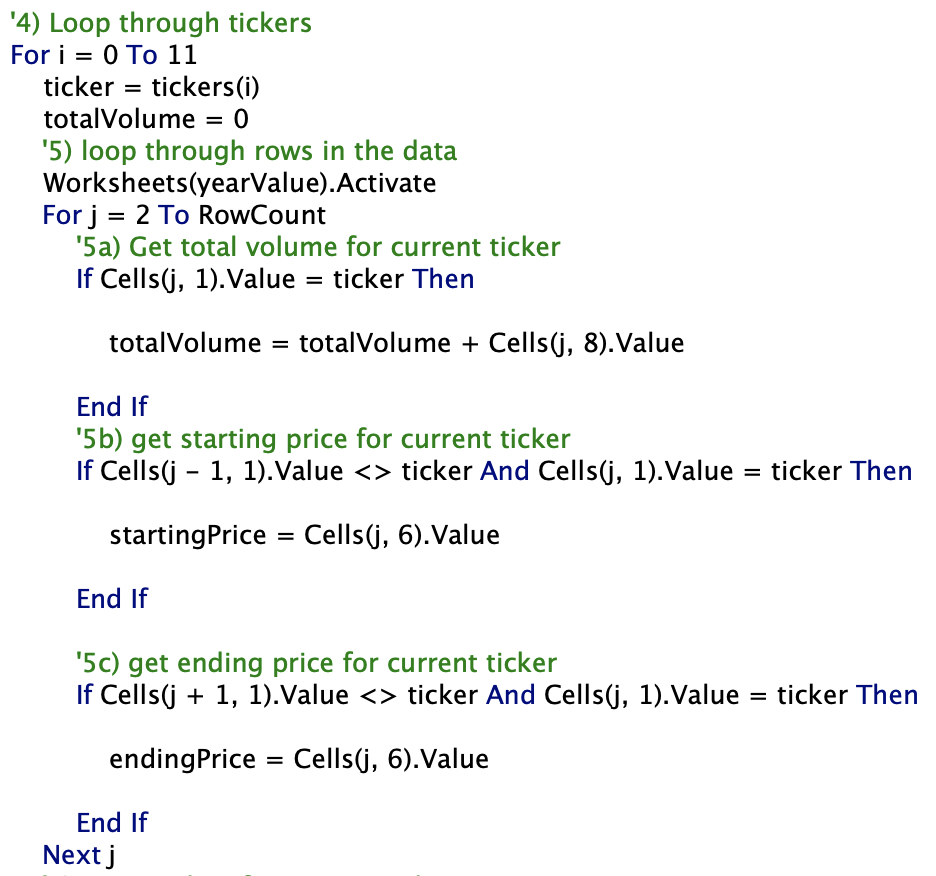 '4) Loop through tickers
For i = 0 To 11
ticker = tickers(i)
totalVolume = 0
'5) loop through rows in the data
Worksheets(yearValue).Activate
For j = 2 To RowCount
'5a) Get total volume for current ticker
If Cells(j, 1).Value = ticker Then
totalVolume = totalVolume + Cells(j, 8).Value
End If
'5b) get starting price for current ticker
If Cells(j - 1, 1).Value <> ticker And Cells(j, 1).Value = ticker Then
startingPrice = Cells(j, 6).Value
End If
'5c) get ending price for current ticker
If Cells(j + 1, 1).Value <> ticker And Cells(j, 1).Value = ticker Then
endingPrice = Cells(j, 6).Value
End If
Next j